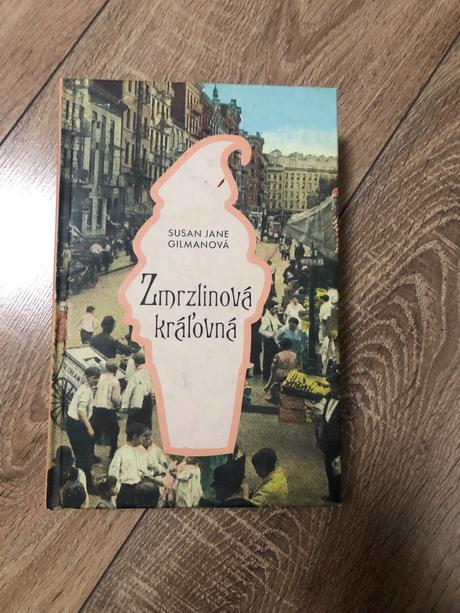 SUSAN JANE
GILMANOVÁ
Zmrzlinová
kráľovná